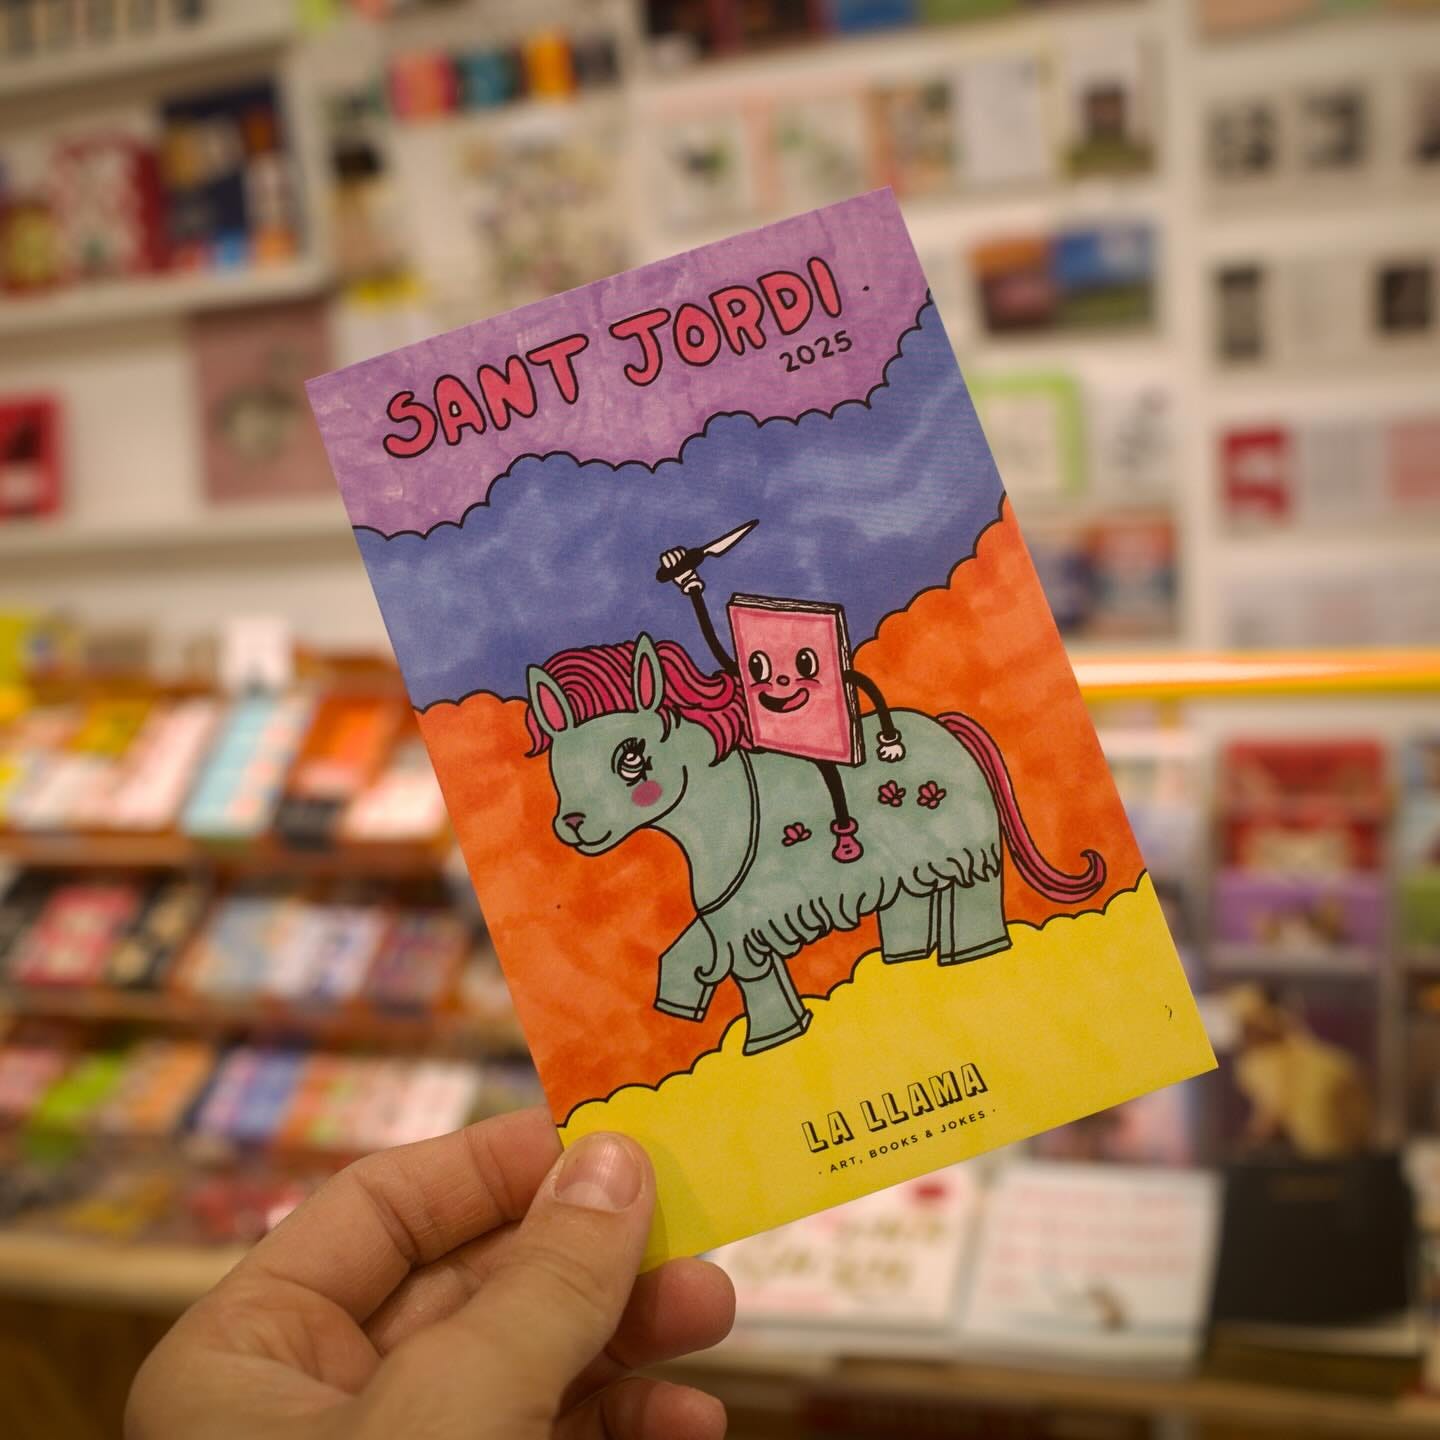 SANT JORDI
2025
LA LLAMA
· ART, BOOKS & JOKES ·